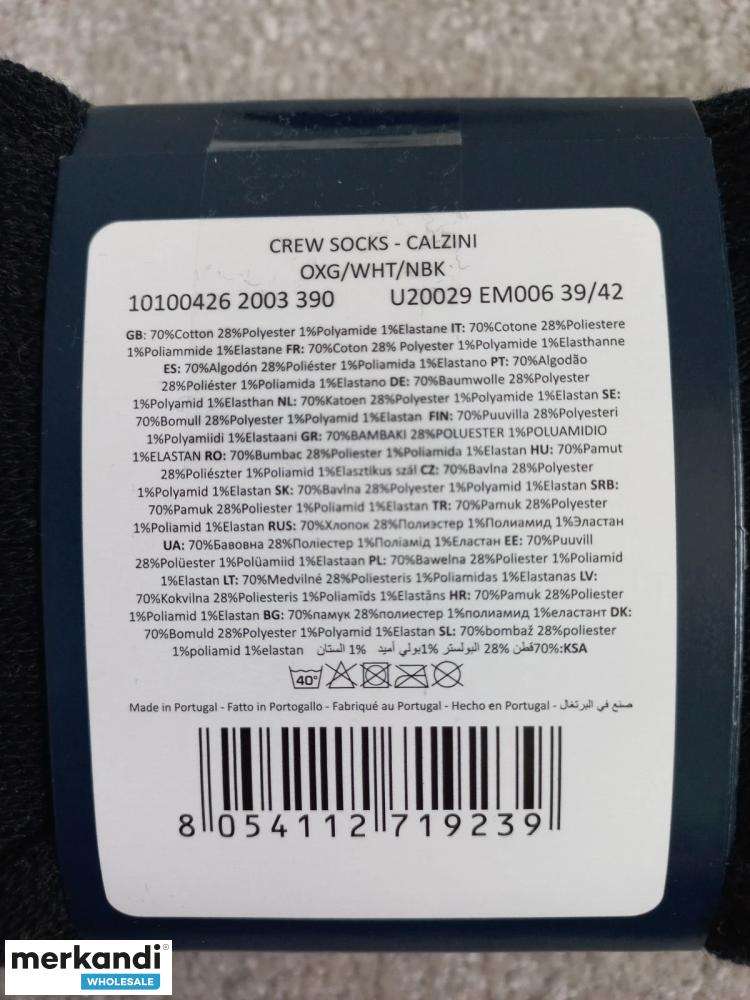 CREW SOCKS - CALZINI
OXG/WHT/NBK
10100426 2003 390 U20029 EM006 39/42
GB: 70%Cotton 28%Polyester 1%Polyamide 1%Elastane IT: 70%Cotone 28%Poliestere
1%Poliammide 1%Elastane FR: 70%Coton 28% Polyester 1%Polyamide 1%Elasthanne
ES: 70%Algodón 28%Poliéster 1%Poliamida 1%Elastano PT: 70%Algodão
28%Poliéster 1%Poliamida 1%Elastano DE: 70%Baumwolle 28%Polyester
1%Polyamid 1%Elasthan NL: 70%Katoen 28%Polyester 1%Polyamide 1%Elastan SE:
70%Bomull 28%Polyester 1%Polyamid 1%Elastan FIN: 70%Puuvilla 28%Polyesteri
1%Polyamiidi 1%Elastaani GR: 70%BAMBAKI 28%POLUESTER 1%POLUAMIDIO
1%ELASTAN RO: 70%Bumbac 28%Poliester 1%Poliamida 1%Elastan HU: 70%Pamut
28%Poliészter 1%Poliamid 1%Elasztikus szál CZ: 70%Bavlna 28%Polyester
1%Polyamid 1%Elastan SK: 70%Bavlna 28%Polyester 1%Polyamid 1%Elastan SRB:
70%Pamuk 28%Poliester 1%Poliamid 1%Elastan TR: 70%Pamuk 28%Polyester
1%Poliamid 1%Elastan RUS: 70%Хлопок 28%Полиэстер 1%Полиамид 1%Эластан
UA: 70%Бавовна 28%Поліестер 1%Поліамід 1%Еластан EE: 70%Puuvill
28%Polüester 1%Polüamiid 1%Elastaan PL: 70%Bawełna 28%Poliester 1%Poliamid
1%Elastan LT: 70%Medvilnė 28%Poliesteris 1%Poliamidas 1%Elastanas LV:
70%Kokvilna 28%Poliesteris 1%Poliamīds 1%Elastāns HR: 70%Pamuk 28%Poliester
1%Poliamid 1%Elastan BG: 70%памук 28%полиестер 1%полиамид 1%еластант DK:
70%Bomuld 28%Polyester 1%Polyamid 1%Elastan SL: 70%bombaž 28%poliester
1%poliamid 1%elastan KSA: 70%قطن 28% البولستر 1%بولي أميد 1% الستان
40°
Made in Portugal - Fatto in Portogallo - Fabriqué au Portugal - Hecho en Portugal - صنع في البرتغال
8 054112 719239
merkandi®
WHOLESALE